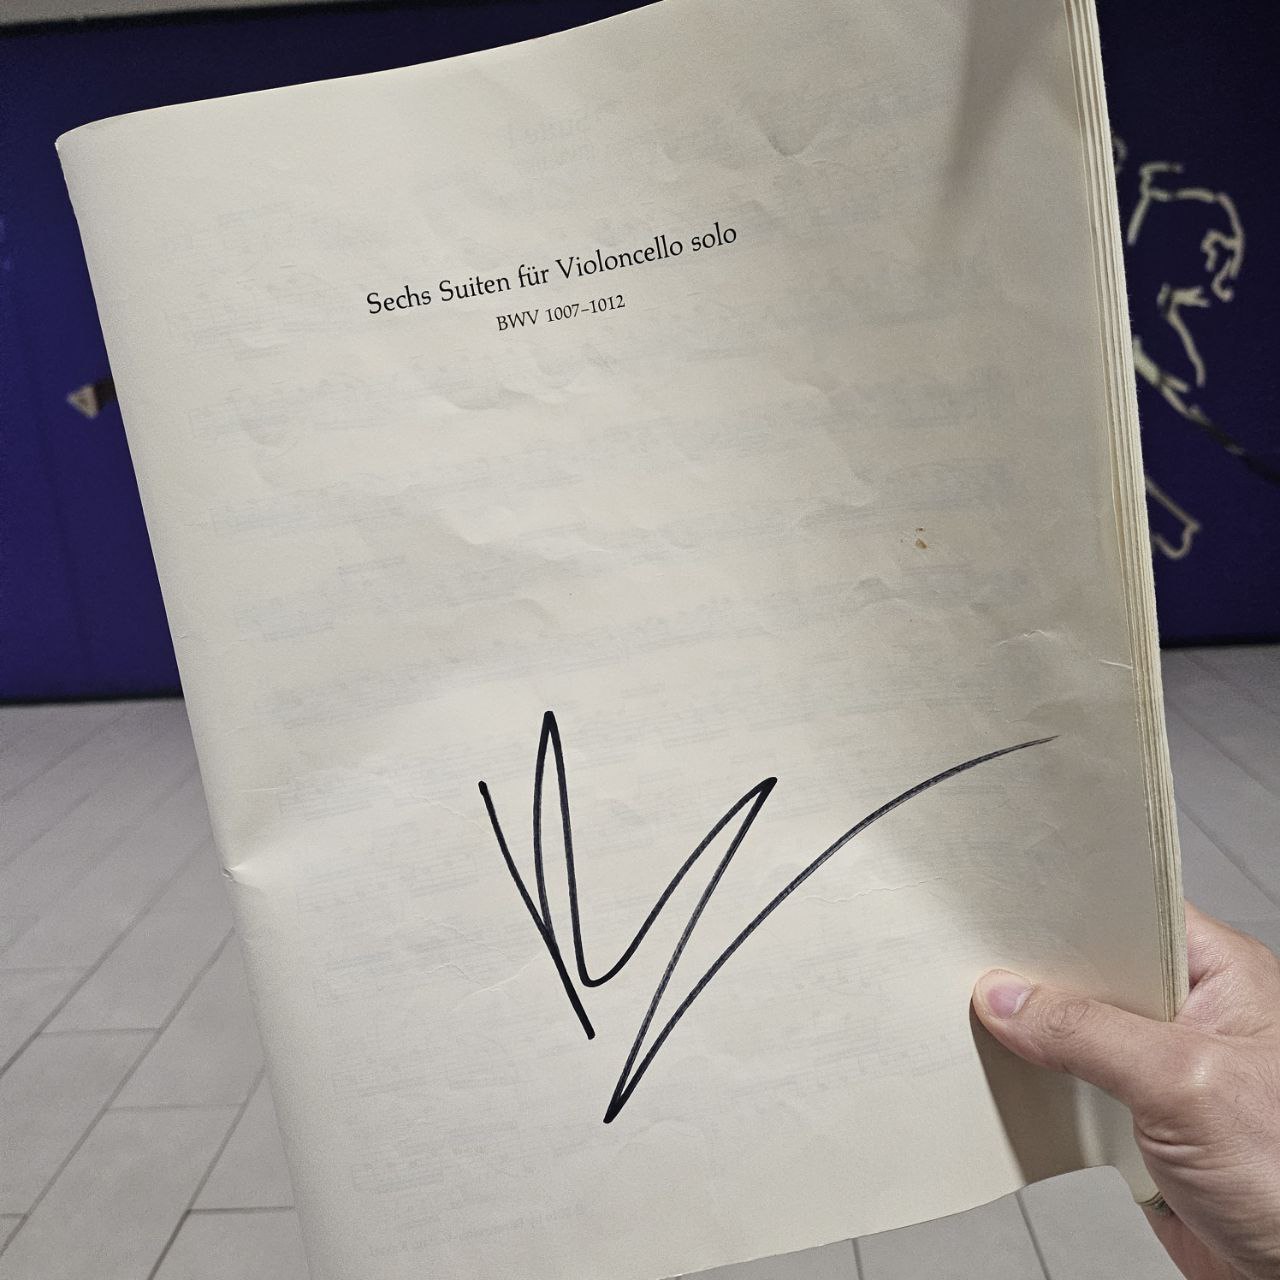 Sechs Suiten für Violoncello solo
BWV 1007–1012